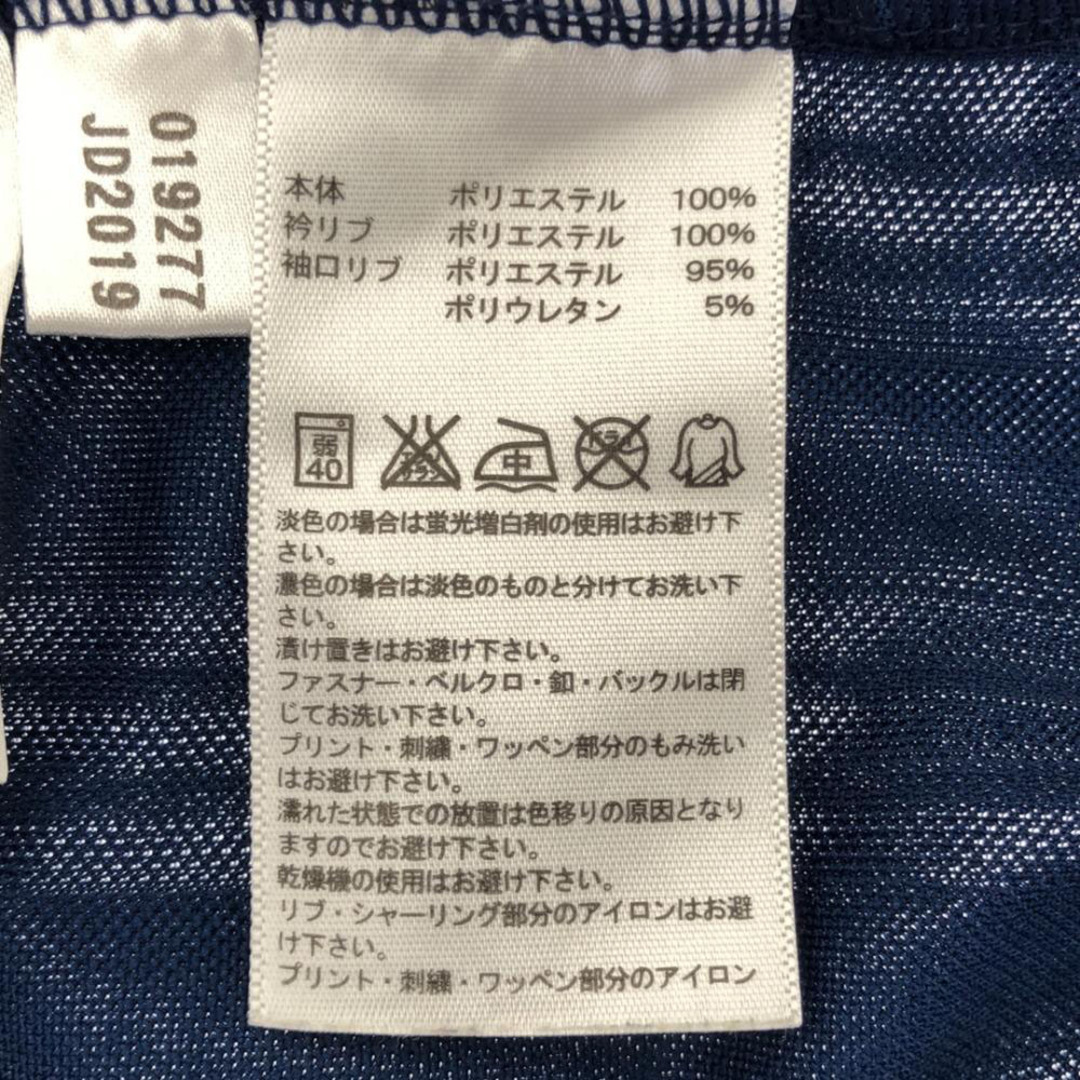 019277
JD2019
本体 ポリエステル 100%
衿リブ ポリエステル 100%
袖口リブ ポリエステル 95%
ポリウレタン 5%
弱
40
中
ドライ
淡色の場合は蛍光増白剤の使用はお避け下
さい。
濃色の場合は淡色のものと分けてお洗い下
さい。
漬け置きはお避け下さい。
ファスナー・ベルクロ・釦・バックルは閉
じてお洗い下さい。
プリント・刺繍・ワッペン部分のもみ洗い
はお避け下さい。
濡れた状態での放置は色移りの原因となり
ますのでお避け下さい。
乾燥機の使用はお避け下さい。
リブ・シャーリング部分のアイロンはお避
け下さい。
プリント・刺繍・ワッペン部分のアイロン